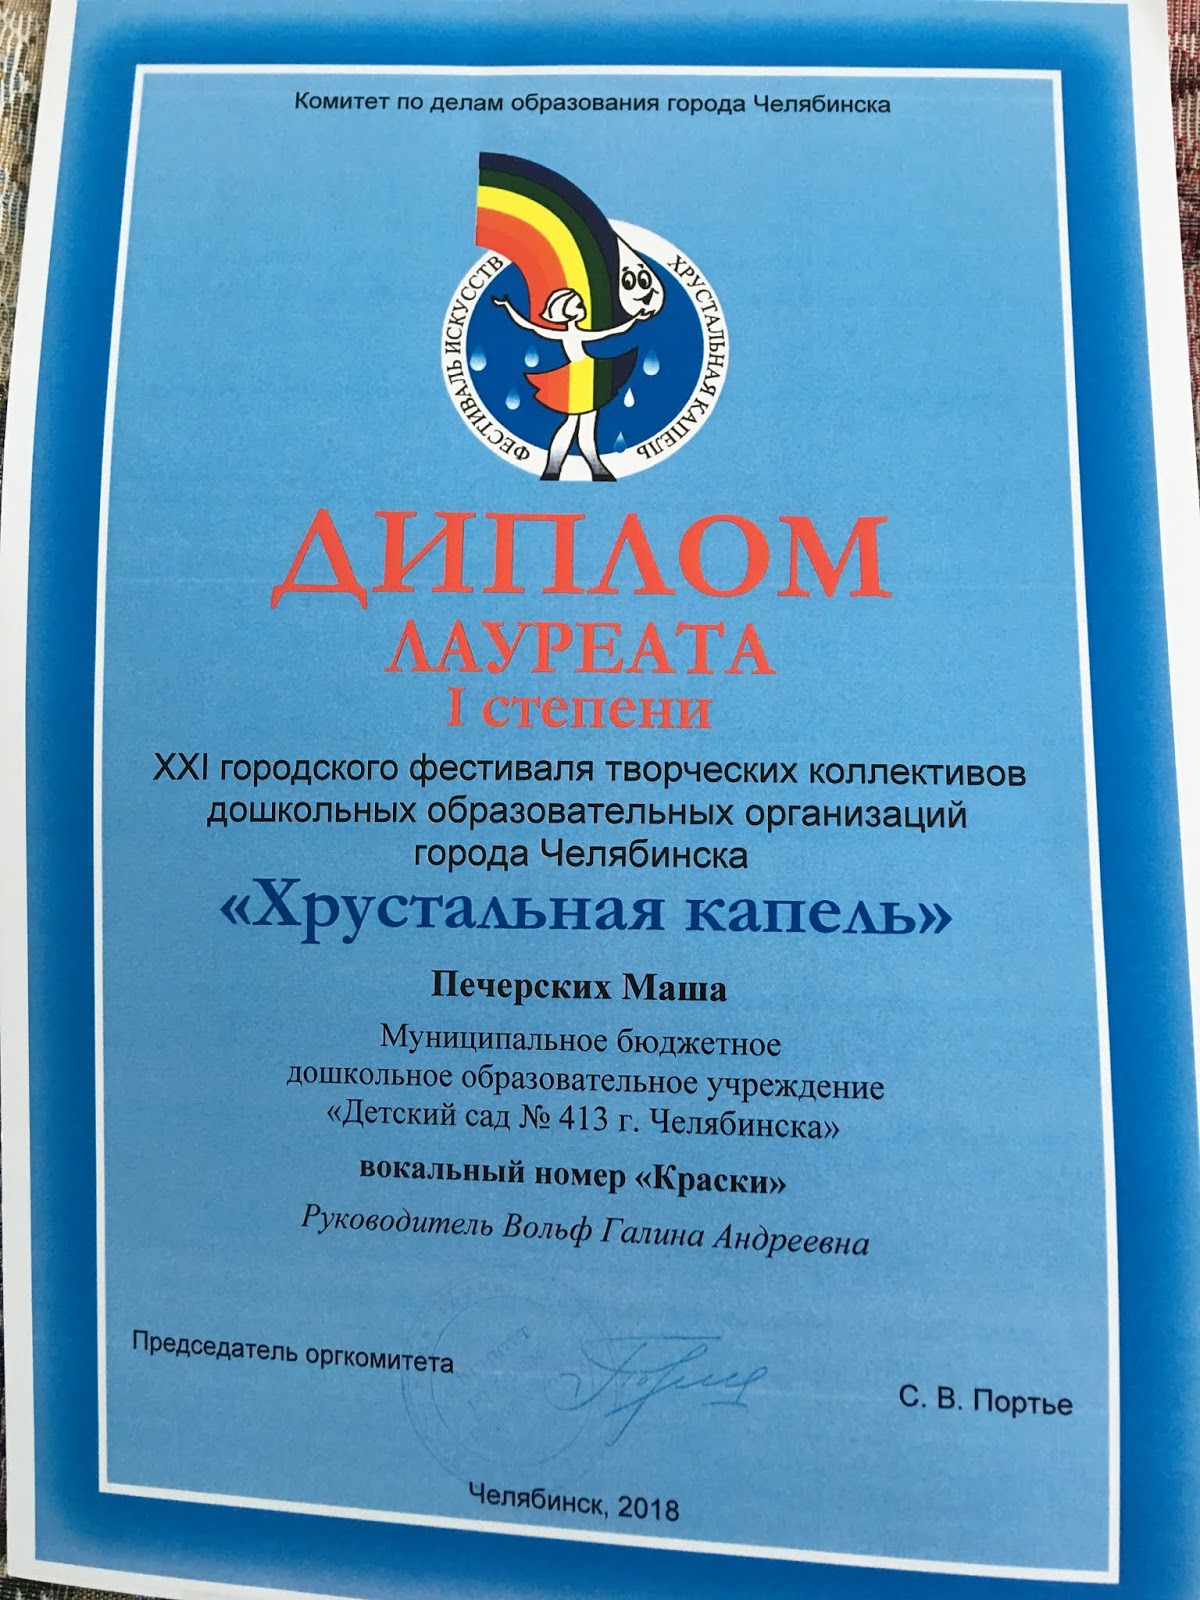 Комитет по делам образования города Челябинска
ФЕСТИВАЛЬ ИСКУССТВ
ХРУСТАЛЬНАЯ КАПЕЛЬ
ДИПЛОМ
ЛАУРЕАТА
I степени
XXI городского фестиваля творческих коллективов
дошкольных образовательных организаций
города Челябинска
«Хрустальная капель»
Печерских Маша
Муниципальное бюджетное
дошкольное образовательное учреждение
«Детский сад № 413 г. Челябинска»
вокальный номер «Краски»
Руководитель Вольф Галина Андреевна
Председатель оргкомитета
С. В. Портье
Челябинск, 2018